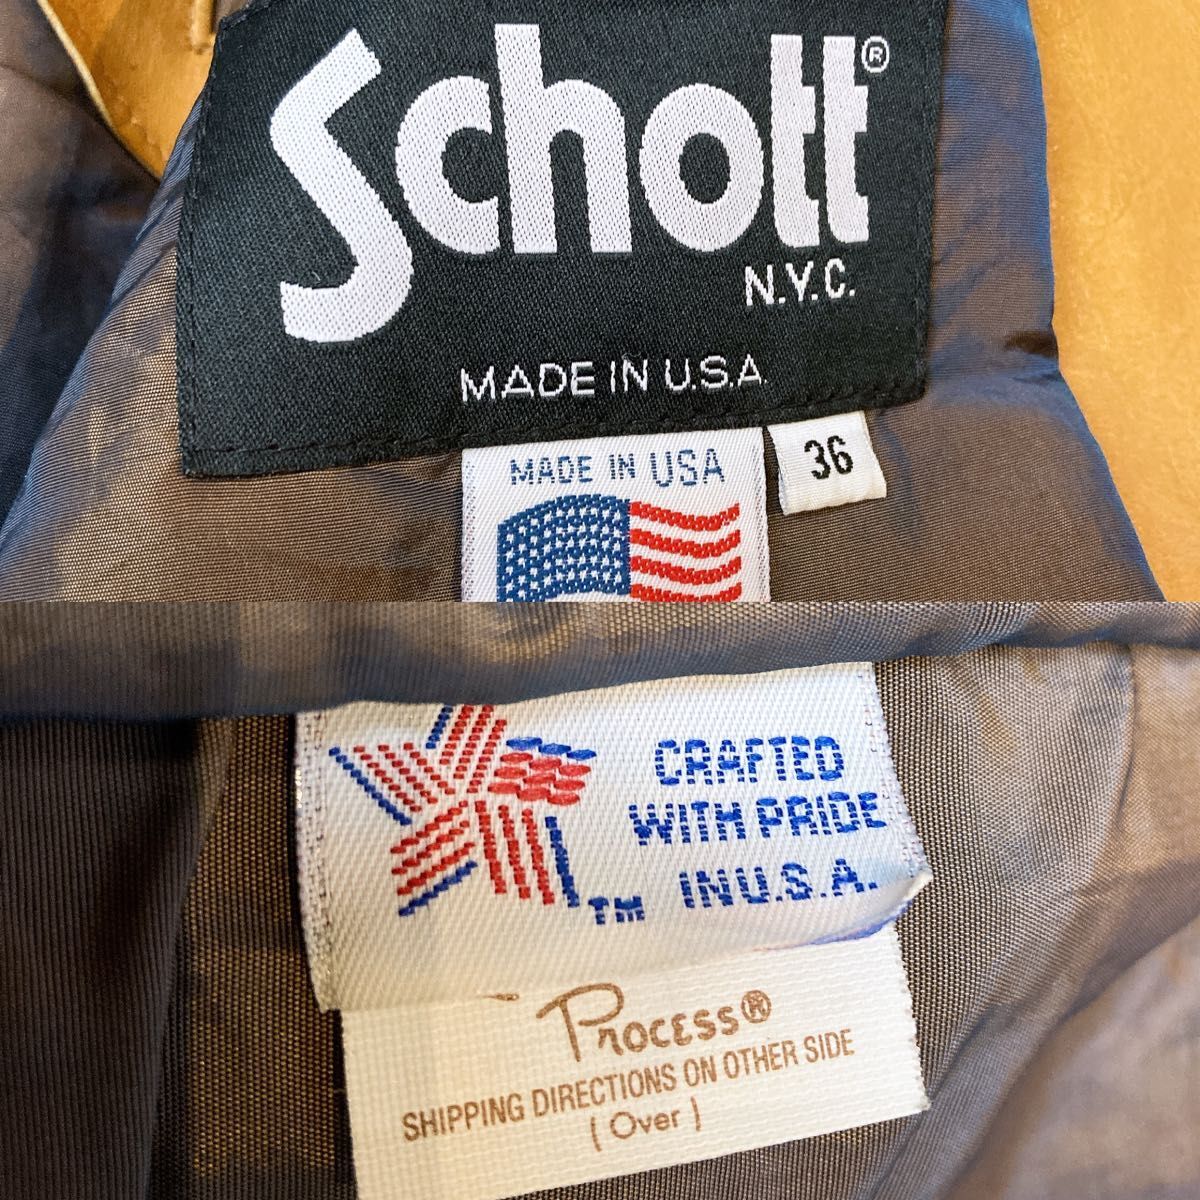 Schott®
N.Y.C.
MADE IN U.S.A.
MADE IN USA
36
CRAFTED
WITH PRIDE
IN U.S.A.
TM
Process®
SHIPPING DIRECTIONS ON OTHER SIDE
(Over)